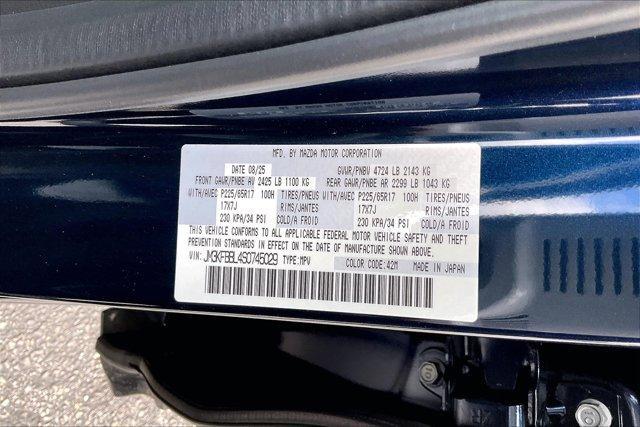 MFD. BY MAZDA MOTOR CORPORATION
DATE 08/25 GVWR/PNBV 4724 LB 2143 KG
FRONT GAWR/PNBE AV 2425 LB 1100 KG REAR GAWR/PNBE AR 2299 LB 1043 KG
WITH/AVEC P225/65R17 100H TIRES/PNEUS WITH/AVEC P225/65R17 100H TIRES/PNEUS
17X7J RIMS/JANTES 17X7J RIMS/JANTES
230 KPA/34 PSI COLD/A FROID 230 KPA/34 PSI COLD/A FROID
THIS VEHICLE CONFORMS TO ALL APPLICABLE FEDERAL MOTOR VEHICLE SAFETY AND THEFT
PREVENTION STANDARDS IN EFFECT ON THE DATE OF MANUFACTURE SHOWN ABOVE.
VIN: JM3KFBBL4S0745029 TYPE:MPV COLOR CODE:42M MADE IN JAPAN